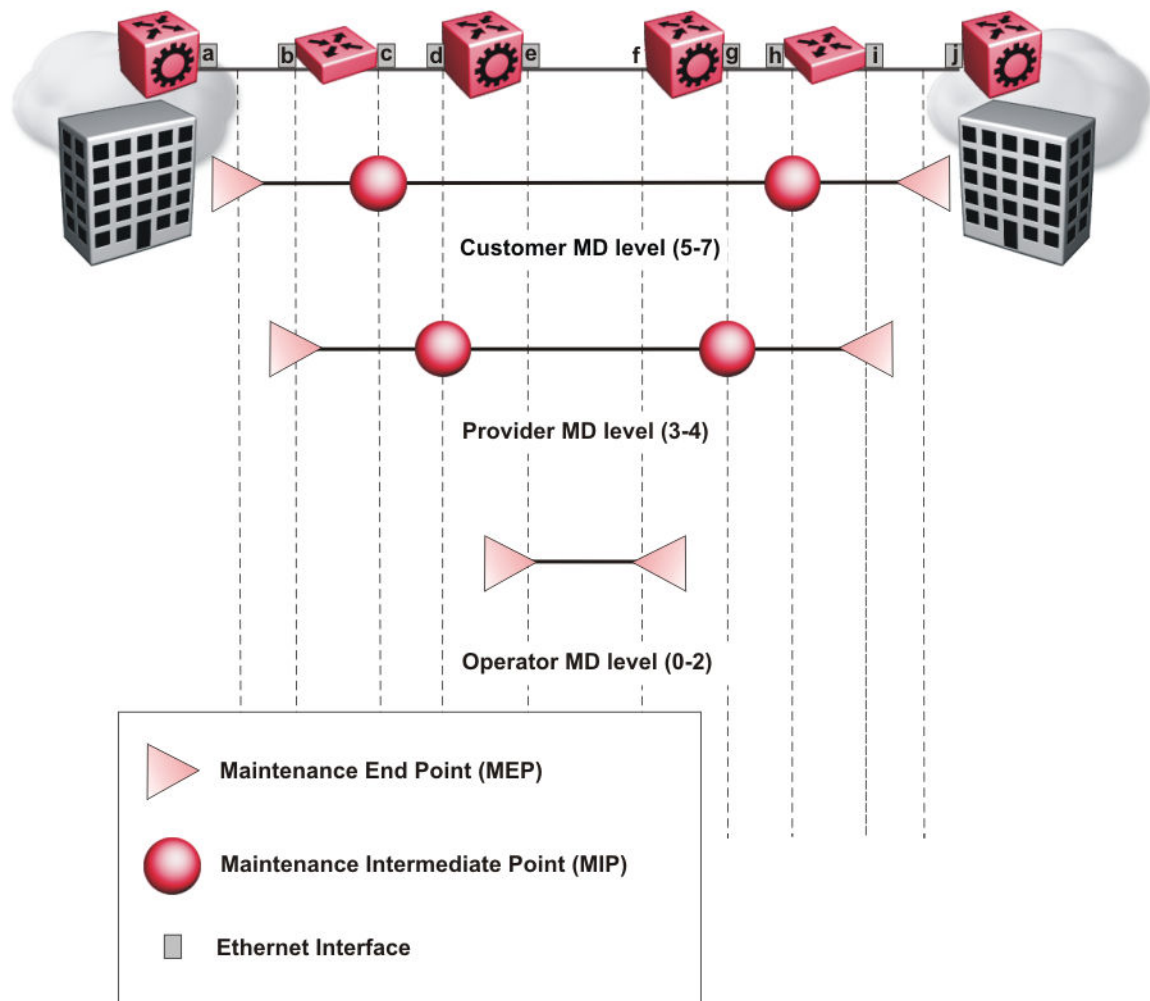 a b c d e f g h i j
Customer MD level (5-7)
Provider MD level (3-4)
Operator MD level (0-2)
Maintenance End Point (MEP)
Maintenance Intermediate Point (MIP)
Ethernet Interface